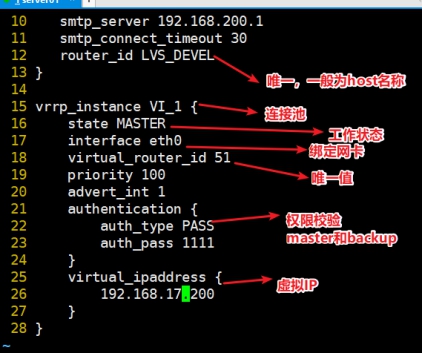 1 server01
10 smtp_server 192.168.200.1
11 smtp_connect_timeout 30
12 router_id LVS_DEVEL
唯一，一般为host名称
13 }
14
15 vrrp_instance VI_1 {
连接池
16 state MASTER
工作状态
17 interface eth0
绑定网卡
18 virtual_router_id 51
唯一值
19 priority 100
20 advert_int 1
21 authentication {
22 auth_type PASS
权限校验
23 auth_pass 1111
master和backup
24 }
25 virtual_ipaddress {
虚拟IP
26 192.168.17.200
27 }
28 }
~